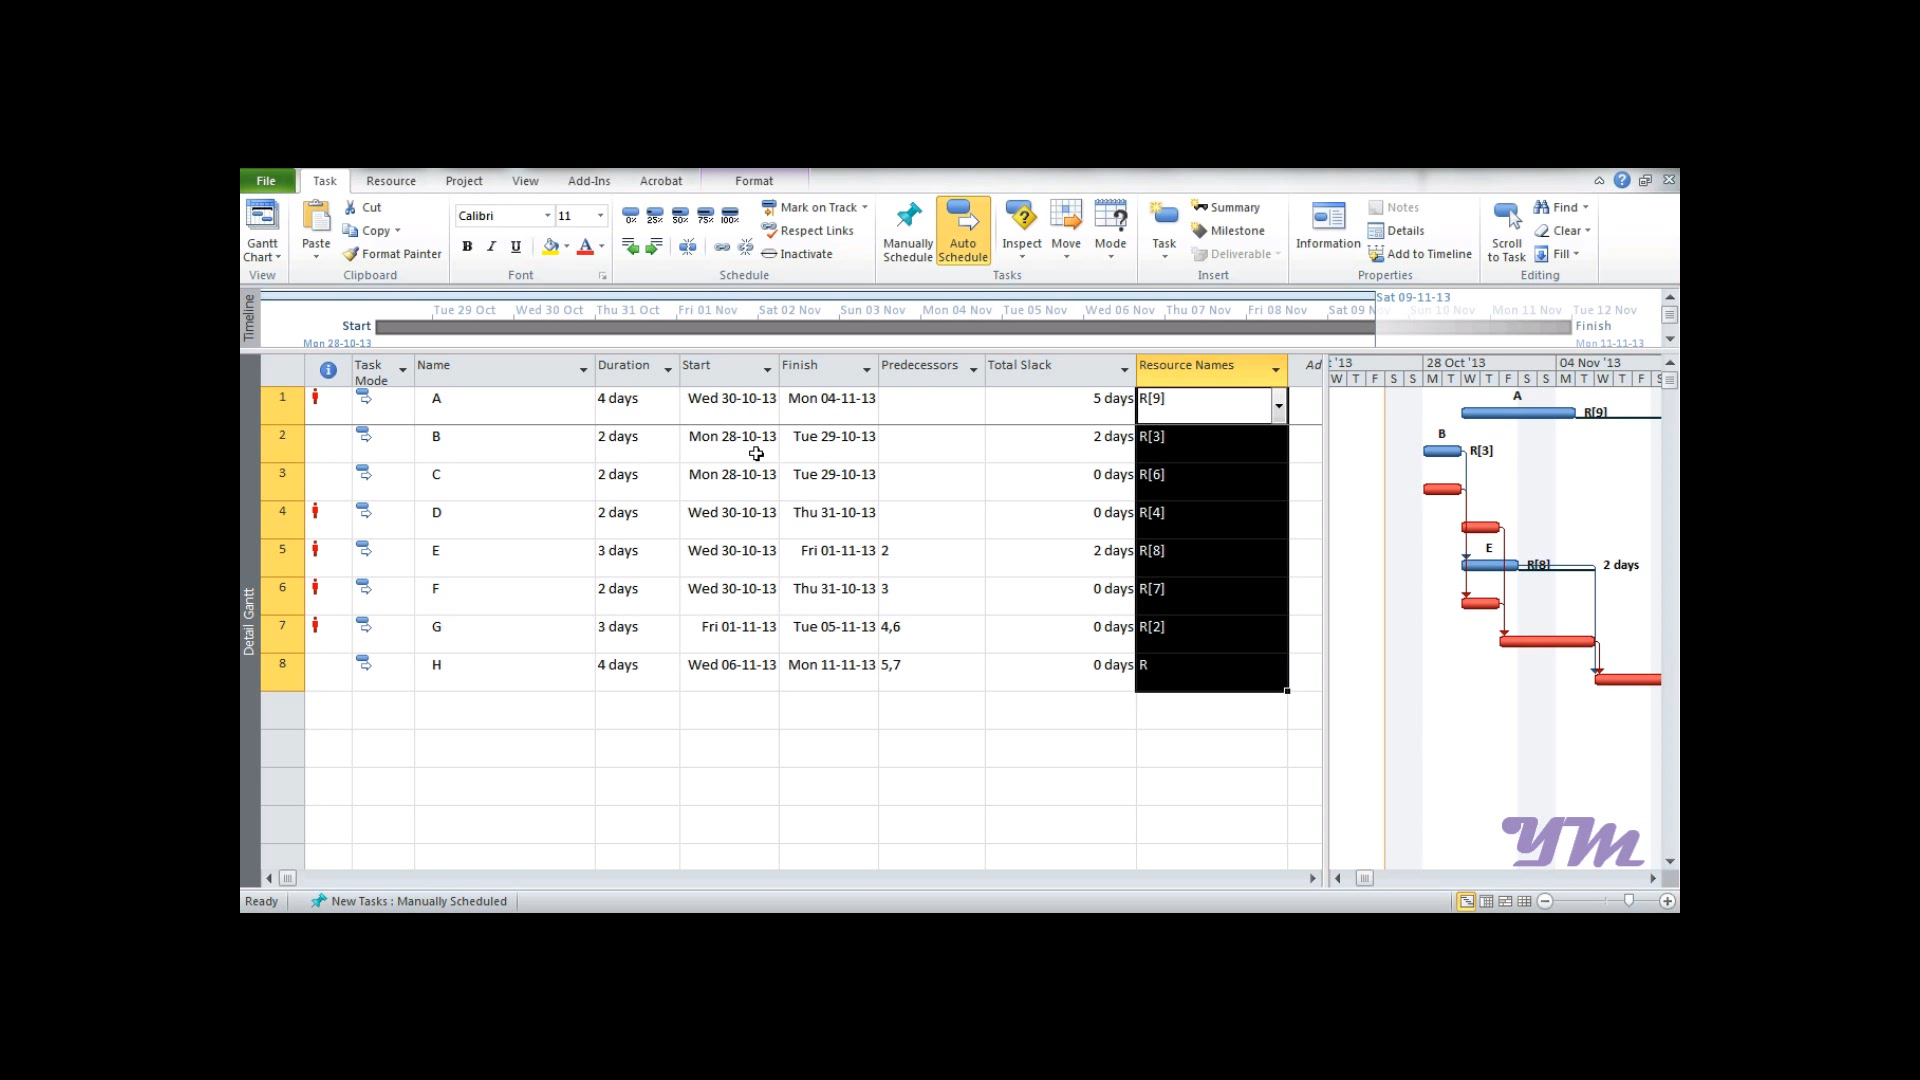 File Task Resource Project View Add-Ins Acrobat Format
Cut
Copy
Format Painter
Gantt Chart
Paste
Calibri 11
B I U A
0% 25% 50% 75% 100%
Mark on Track
Respect Links
Inactivate
Manually Schedule
Auto Schedule
Inspect
Move
Mode
Task
Summary
Milestone
Deliverable
Information
Notes
Details
Add to Timeline
Scroll to Task
Find
Clear
Fill
View Clipboard Font Schedule Tasks Insert Properties Editing
Timeline
Sat 09-11-13
Tue 29 Oct Wed 30 Oct Thu 31 Oct Fri 01 Nov Sat 02 Nov Sun 03 Nov Mon 04 Nov Tue 05 Nov Wed 06 Nov Thu 07 Nov Fri 08 Nov Sat 09 N Sun 10 Nov Mon 11 Nov Tue 12 Nov
Start Finish
Mon 28-10-13 Mon 11-11-13
Task Mode Name Duration Start Finish Predecessors Total Slack Resource Names Ad
1 A 4 days Wed 30-10-13 Mon 04-11-13 5 days R[9]
2 B 2 days Mon 28-10-13 Tue 29-10-13 2 days R[3]
3 C 2 days Mon 28-10-13 Tue 29-10-13 0 days R[6]
4 D 2 days Wed 30-10-13 Thu 31-10-13 0 days R[4]
5 E 3 days Wed 30-10-13 Fri 01-11-13 2 2 days R[8]
6 F 2 days Wed 30-10-13 Thu 31-10-13 3 0 days R[7]
7 G 3 days Fri 01-11-13 Tue 05-11-13 4,6 0 days R[2]
8 H 4 days Wed 06-11-13 Mon 11-11-13 5,7 0 days R
Detail Gantt
'13 28 Oct '13 04 Nov '13
W T F S S M T W T F S S M T W T F S
A
R[9]
B
R[3]
E
R[8] 2 days
YM
Ready New Tasks : Manually Scheduled